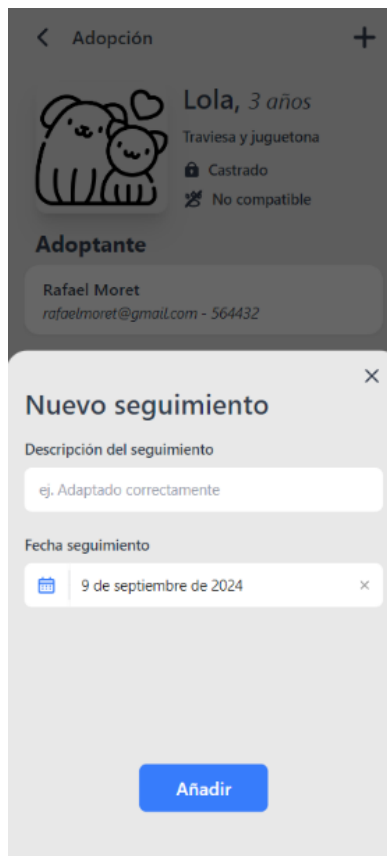 Adopción
Lola, 3 años
Traviesa y juguetona
Castrado
No compatible
Adoptante
Rafael Moret
rafaelmoret@gmail.com - 564432
Nuevo seguimiento
Descripción del seguimiento
ej. Adaptado correctamente
Fecha seguimiento
9 de septiembre de 2024
Añadir